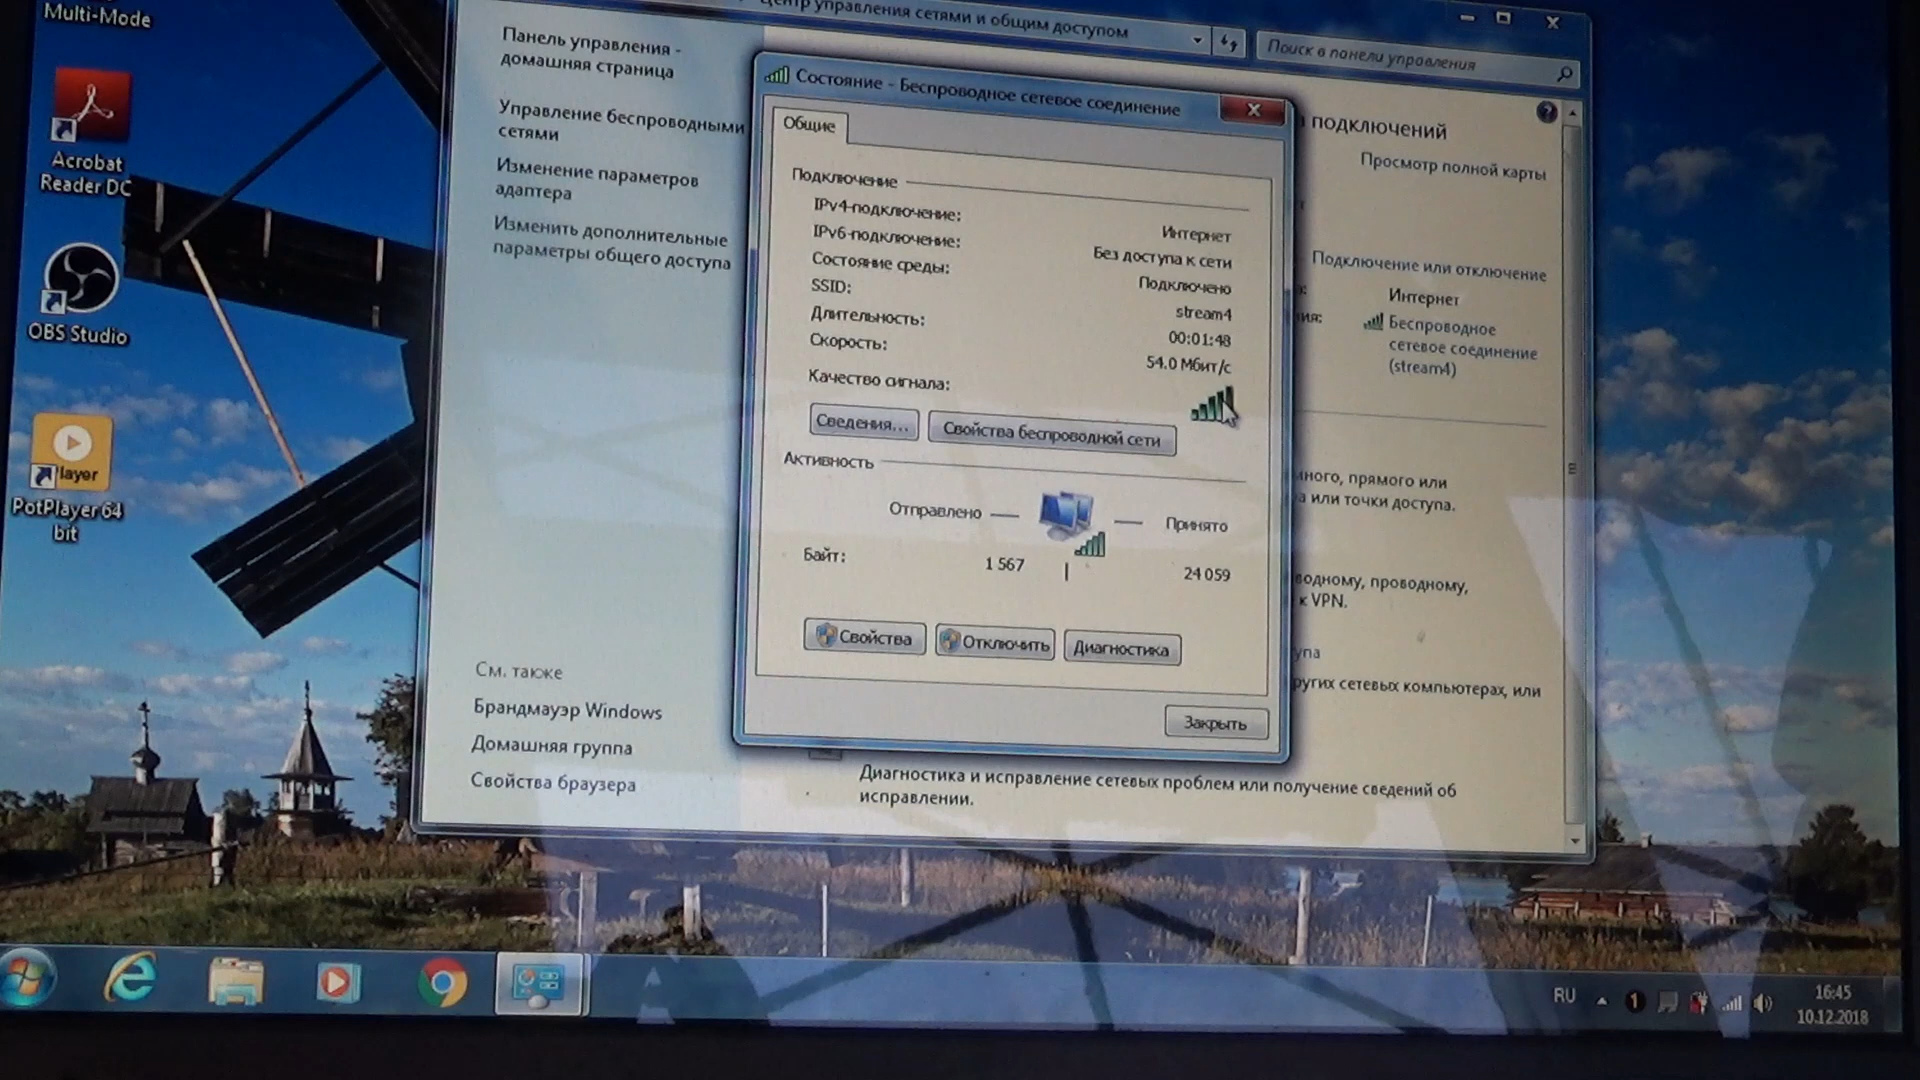 Multi-Mode
Acrobat
Reader DC
OBS Studio
layer
PotPlayer 64
bit
Центр управления сетями и общим доступом
Поиск в панели управления
Панель управления -
домашняя страница
Управление беспроводными
сетями
Изменение параметров
адаптера
Изменить дополнительные
параметры общего доступа
См. также
Брандмауэр Windows
Домашняя группа
Свойства браузера
Состояние - Беспроводное сетевое соединение
Общие
Подключение
IPv4-подключение: Интернет
IPv6-подключение: Без доступа к сети
Состояние среды: Подключено
SSID: stream4
Длительность: 00:01:48
Скорость: 54.0 Мбит/с
Качество сигнала:
Сведения... Свойства беспроводной сети
Активность
Отправлено Принято
Байт: 1 567 24 059
Свойства Отключить Диагностика
Закрыть
подключений
Просмотр полной карты
Подключение или отключение
Интернет
Беспроводное
сетевое соединение
(stream4)
прямого или
или точки доступа.
проводному,
к VPN.
сетевых компьютерах, или
Диагностика и исправление сетевых проблем или получение сведений об
исправлении.
RU
1
16:45
10.12.2018